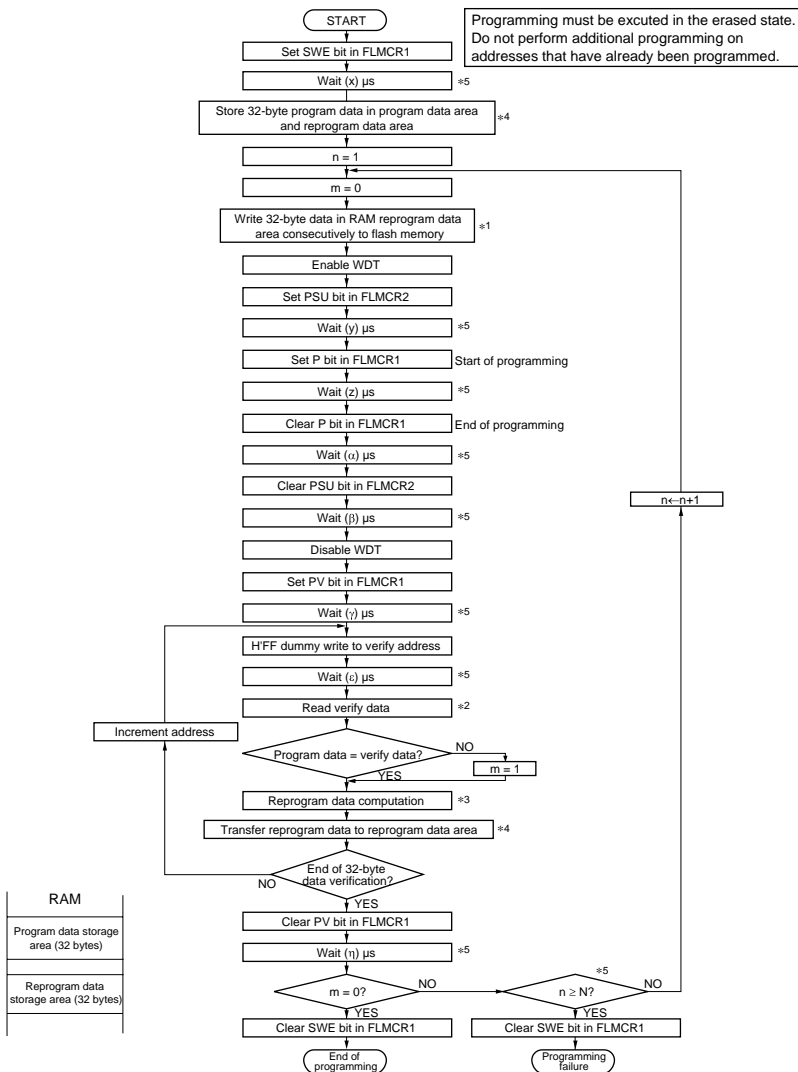 START
Programming must be excuted in the erased state.
Do not perform additional programming on
addresses that have already been programmed.
Set SWE bit in FLMCR1
Wait (x) µs
*5
Store 32-byte program data in program data area
and reprogram data area
*4
n = 1
m = 0
Write 32-byte data in RAM reprogram data
area consecutively to flash memory
*1
Enable WDT
Set PSU bit in FLMCR2
Wait (y) µs
*5
Set P bit in FLMCR1
Start of programming
Wait (z) µs
*5
Clear P bit in FLMCR1
End of programming
Wait (α) µs
*5
Clear PSU bit in FLMCR2
n←n+1
Wait (β) µs
*5
Disable WDT
Set PV bit in FLMCR1
Wait (γ) µs
*5
H'FF dummy write to verify address
Wait (ε) µs
*5
Read verify data
*2
Increment address
Program data = verify data?
NO
m = 1
YES
Reprogram data computation
*3
Transfer reprogram data to reprogram data area
*4
End of 32-byte
data verification?
NO
YES
RAM
Program data storage
area (32 bytes)
Reprogram data
storage area (32 bytes)
Clear PV bit in FLMCR1
Wait (η) µs
*5
m = 0?
NO
*5
n ≥ N?
NO
YES
YES
Clear SWE bit in FLMCR1
Clear SWE bit in FLMCR1
End of
programming
Programming
failure